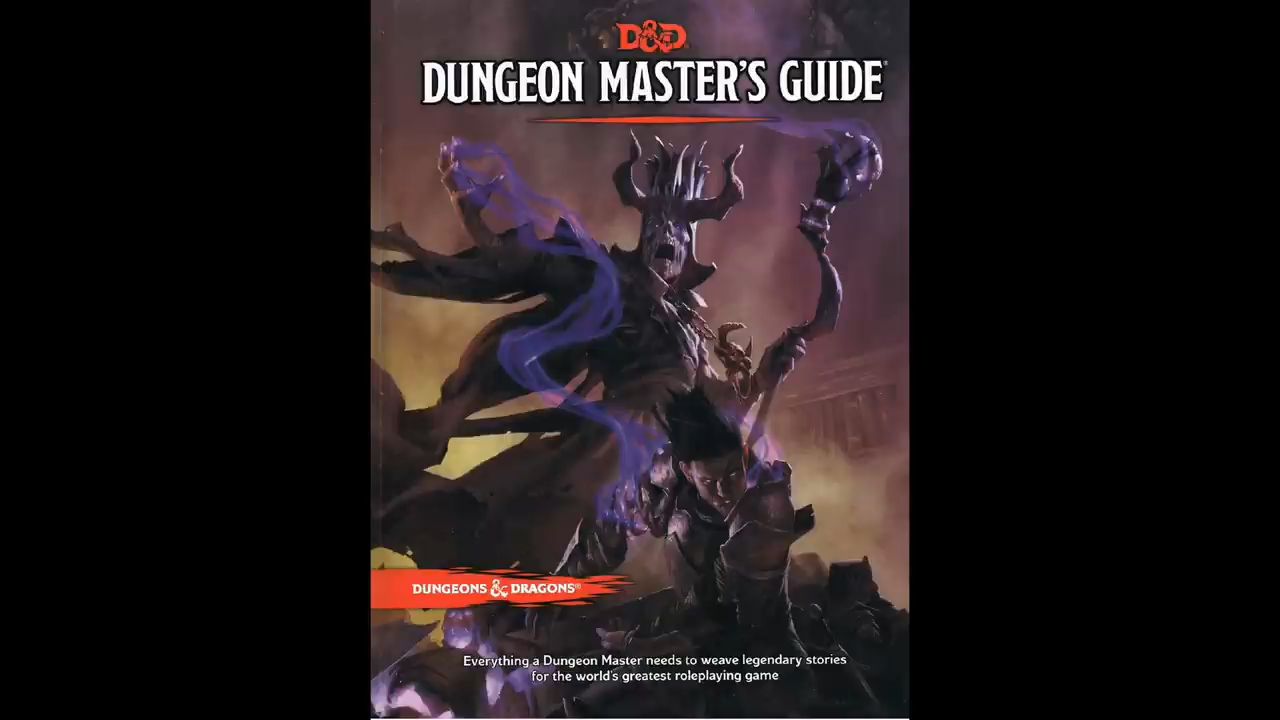 D&D
DUNGEON MASTER'S GUIDE®
DUNGEONS & DRAGONS®
Everything a Dungeon Master needs to weave legendary stories
for the world's greatest roleplaying game